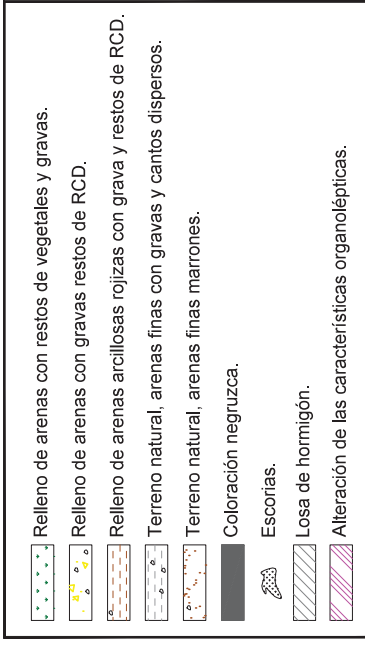 Relleno de arenas con restos de vegetales y gravas.
Relleno de arenas con gravas restos de RCD.
Relleno de arenas arcillosas rojizas con grava y restos de RCD.
Terreno natural, arenas finas con gravas y cantos dispersos.
Terreno natural, arenas finas marrones.
Coloración negruzca.
Escorias.
Losa de hormigón.
Alteración de las características organolépticas.